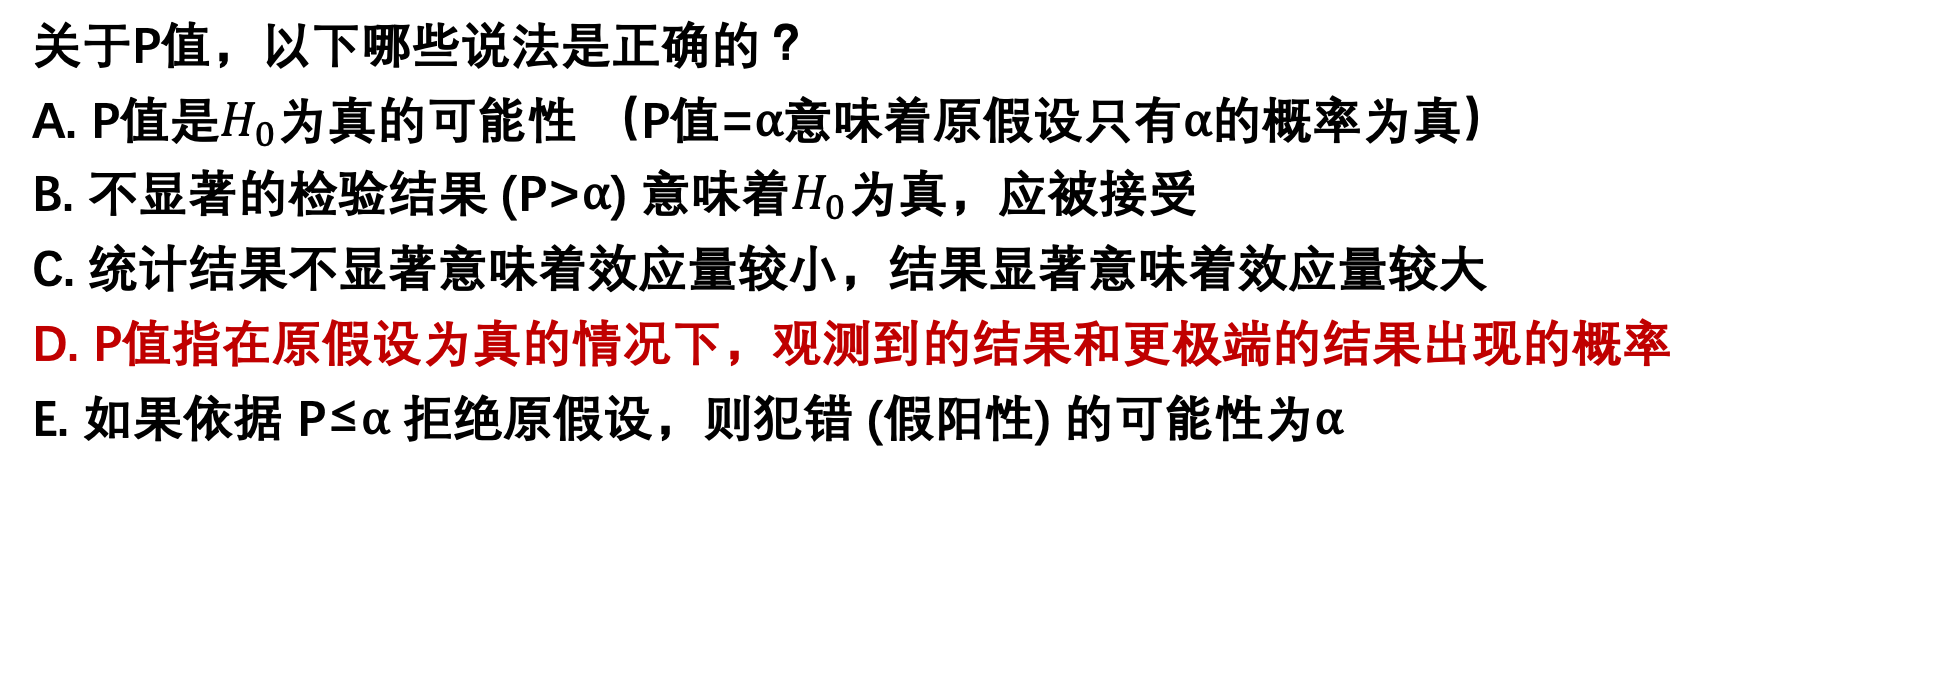 关于P值，以下哪些说法是正确的？
A. P值是H₀为真的可能性 （P值=α意味着原假设只有α的概率为真）
B. 不显著的检验结果 (P>α) 意味着H₀为真，应被接受
C. 统计结果不显著意味着效应量较小，结果显著意味着效应量较大
D. P值指在原假设为真的情况下，观测到的结果和更极端的结果出现的概率
E. 如果依据 P≤α 拒绝原假设，则犯错 (假阳性) 的可能性为α